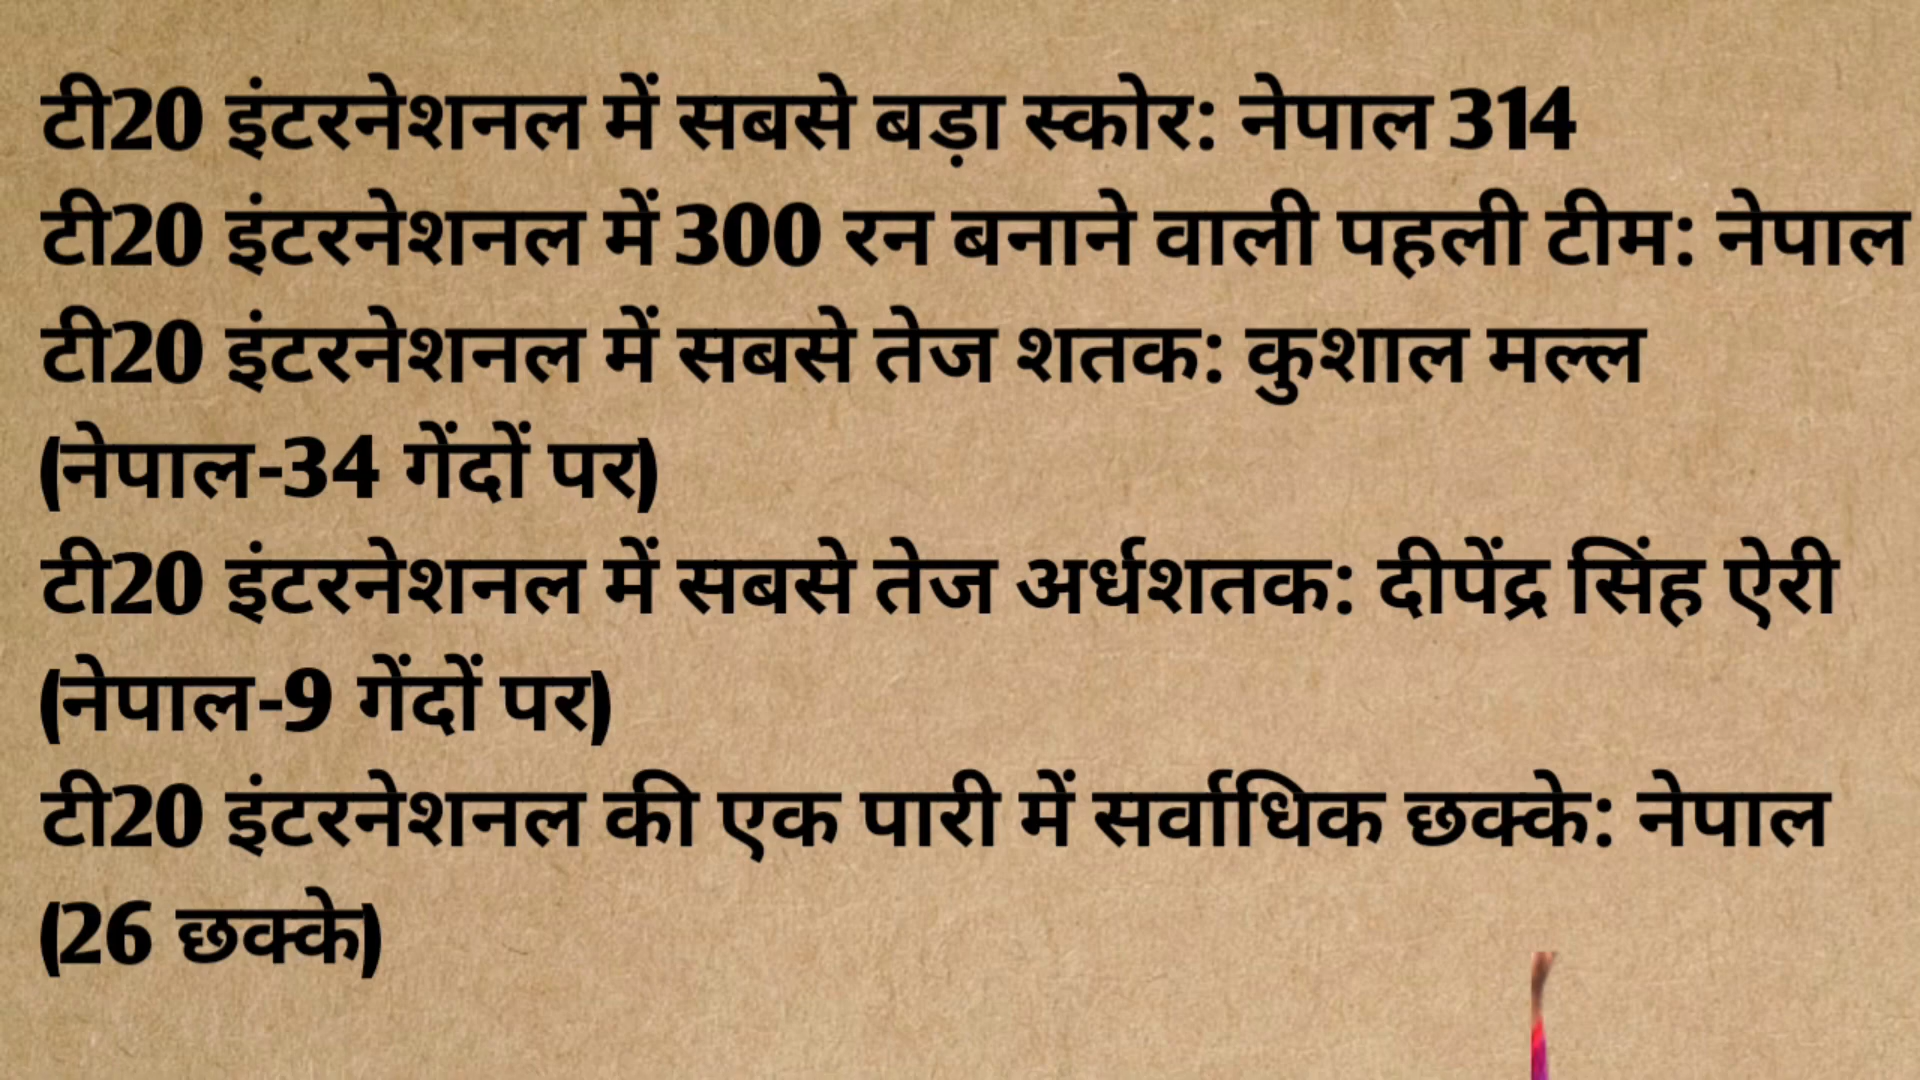 टी20 इंटरनेशनल में सबसे बड़ा स्कोर: नेपाल 314
टी20 इंटरनेशनल में 300 रन बनाने वाली पहली टीम: नेपाल
टी20 इंटरनेशनल में सबसे तेज शतक: कुशाल मल्ल
(नेपाल-34 गेंदों पर)
टी20 इंटरनेशनल में सबसे तेज अर्धशतक: दीपेंद्र सिंह ऐरी
(नेपाल-9 गेंदों पर)
टी20 इंटरनेशनल की एक पारी में सर्वाधिक छक्के: नेपाल
(26 छक्के)